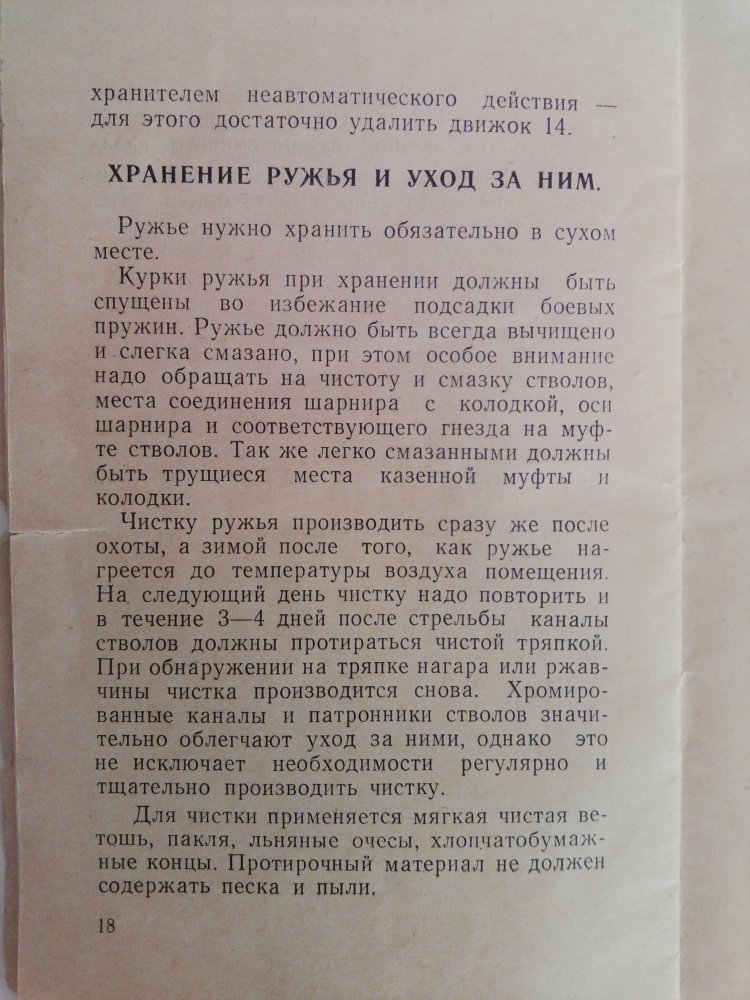 хранителем неавтоматического действия —
для этого достаточно удалить движок 14.
ХРАНЕНИЕ РУЖЬЯ И УХОД ЗА НИМ.
Ружье нужно хранить обязательно в сухом
месте.
Курки ружья при хранении должны быть
спущены во избежание подсадки боевых
пружин. Ружье должно быть всегда вычищено
и слегка смазано, при этом особое внимание
надо обращать на чистоту и смазку стволов,
места соединения шарнира с колодкой, оси
шарнира и соответствующего гнезда на муф-
те стволов. Так же легко смазанными должны
быть трущиеся места казенной муфты и
колодки.
Чистку ружья производить сразу же после
охоты, а зимой после того, как ружье на-
греется до температуры воздуха помещения.
На следующий день чистку надо повторить и
в течение 3—4 дней после стрельбы каналы
стволов должны протираться чистой тряпкой.
При обнаружении на тряпке нагара или ржав-
чины чистка производится снова. Хромиро-
ванные каналы и патронники стволов значи-
тельно облегчают уход за ними, однако это
не исключает необходимости регулярно и
тщательно производить чистку.
Для чистки применяется мягкая чистая ве-
тошь, пакля, льняные очесы, хлопчатобумаж-
ные концы. Протирочный материал не должен
содержать песка и пыли.
18